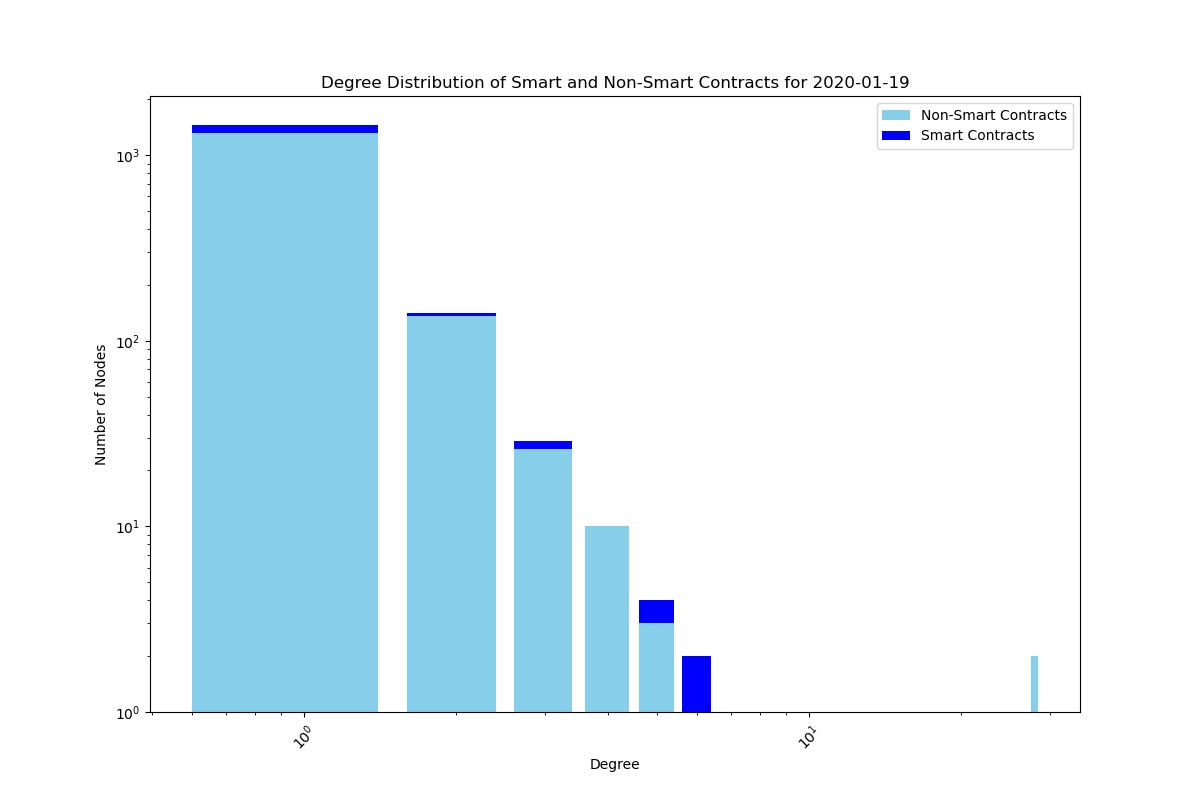 Degree Distribution of Smart and Non-Smart Contracts for 2020-01-19
Non-Smart Contracts
Smart Contracts
Number of Nodes
10³
10²
10¹
10⁰
10⁰
10¹
Degree